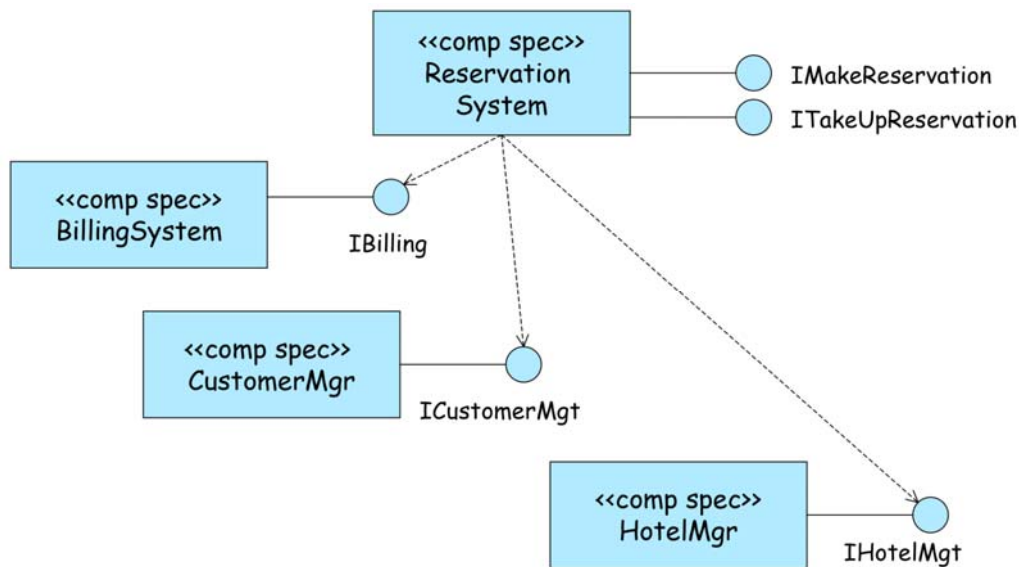 <<comp spec>>
Reservation
System
IMakeReservation
ITakeUpReservation
<<comp spec>>
BillingSystem
IBilling
<<comp spec>>
CustomerMgr
ICustomerMgt
<<comp spec>>
HotelMgr
IHotelMgt